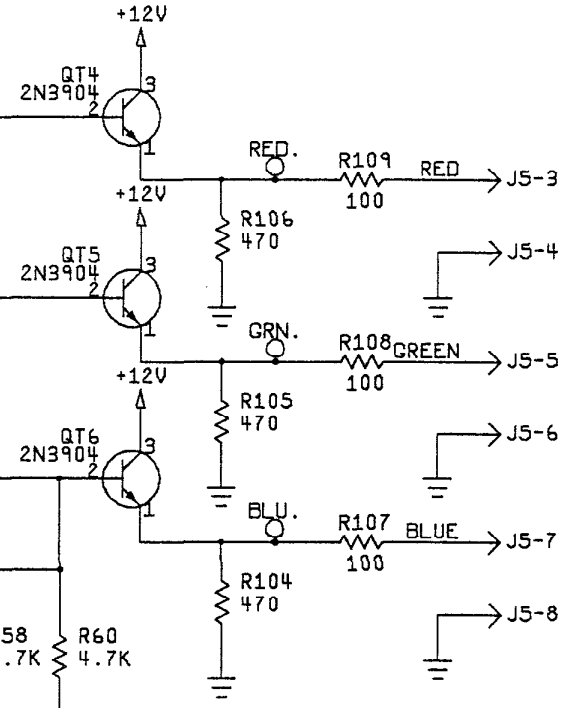 +12V
QT4
2N3904
3
2
1
RED.
R109
RED
J5-3
100
+12V
R106
470
J5-4
QT5
2N3904
3
2
1
GRN.
R108
GREEN
J5-5
100
+12V
R105
470
J5-6
QT6
2N3904
3
2
1
BLU.
R107
BLUE
J5-7
100
R104
470
J5-8
58
.7K
R60
4.7K